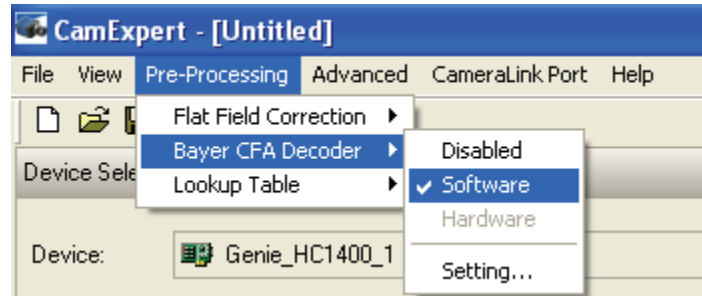 CamExpert - [Untitled]
File View Pre-Processing Advanced CameraLink Port Help
Flat Field Correction
Bayer CFA Decoder
Disabled
Device Sele
Lookup Table
Software
Hardware
Device:
Genie_HC1400_1
Setting...